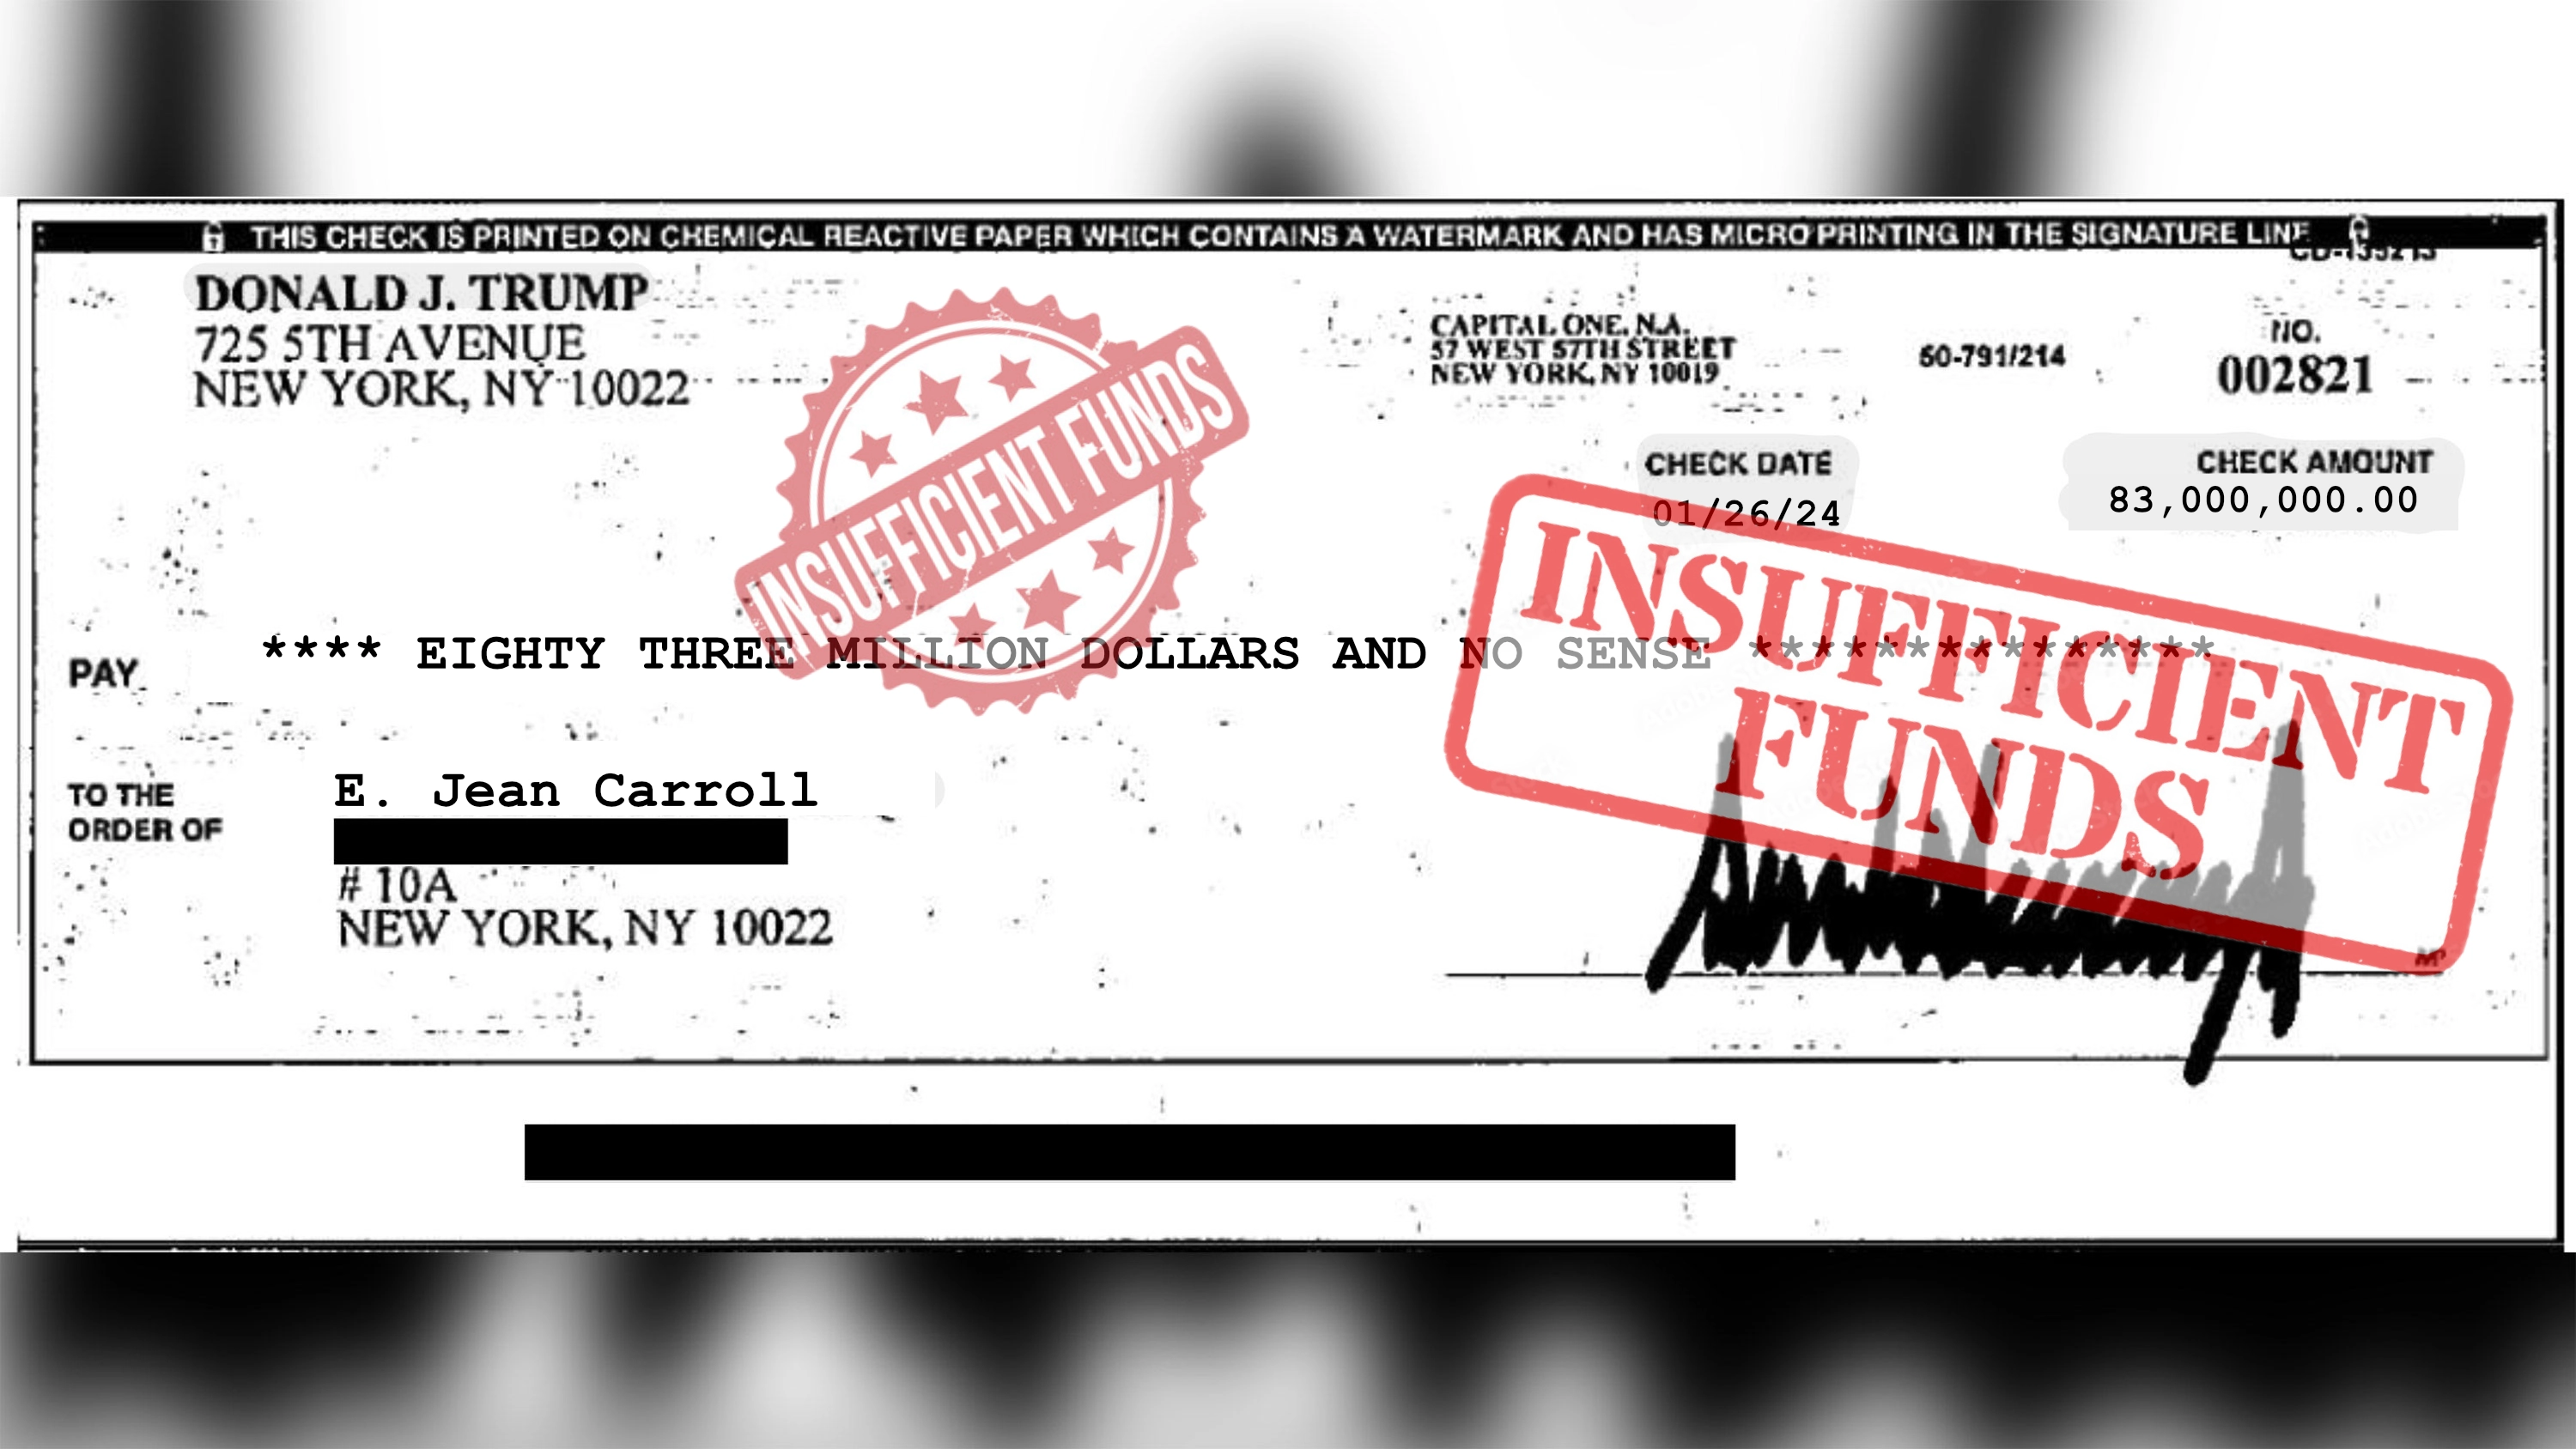 THIS CHECK IS PRINTED ON CHEMICAL REACTIVE PAPER WHICH CONTAINS A WATERMARK AND HAS MICRO PRINTING IN THE SIGNATURE LINE
DONALD J. TRUMP
725 5TH AVENUE
NEW YORK, NY 10022
CAPITAL ONE, N.A.
57 WEST 57TH STREET
NEW YORK, NY 10019
50-791/214
NO.
002821
INSUFFICIENT FUNDS
CHECK DATE
01/26/24
CHECK AMOUNT
83,000,000.00
PAY
**** EIGHTY THREE MILLION DOLLARS AND NO SENSE ***************
INSUFFICIENT
FUNDS
TO THE
ORDER OF
E. Jean Carroll
# 10A
NEW YORK, NY 10022
MP